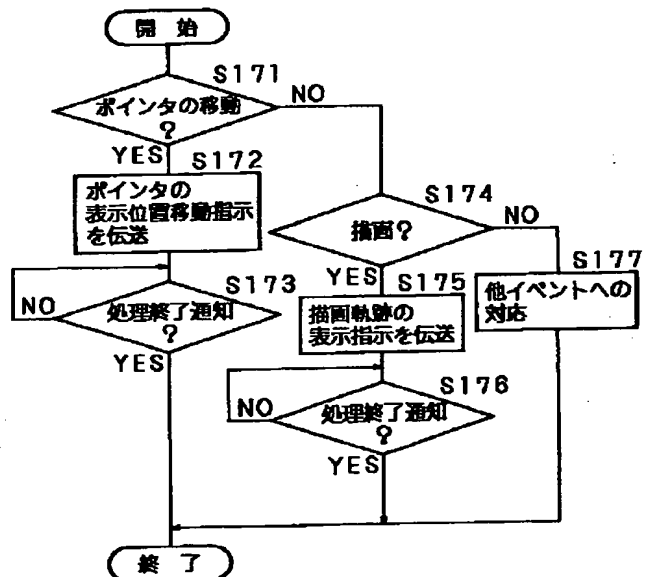 開 始
S171
ポインタの移動
?
NO
YES
S172
ポインタの
表示位置移動指示
を伝送
S173
処理終了通知
?
NO
YES
S174
描画?
NO
YES
S175
描画軌跡の
表示指示を伝送
S176
処理終了通知
?
NO
YES
S177
他イベントへの
対応
終 了